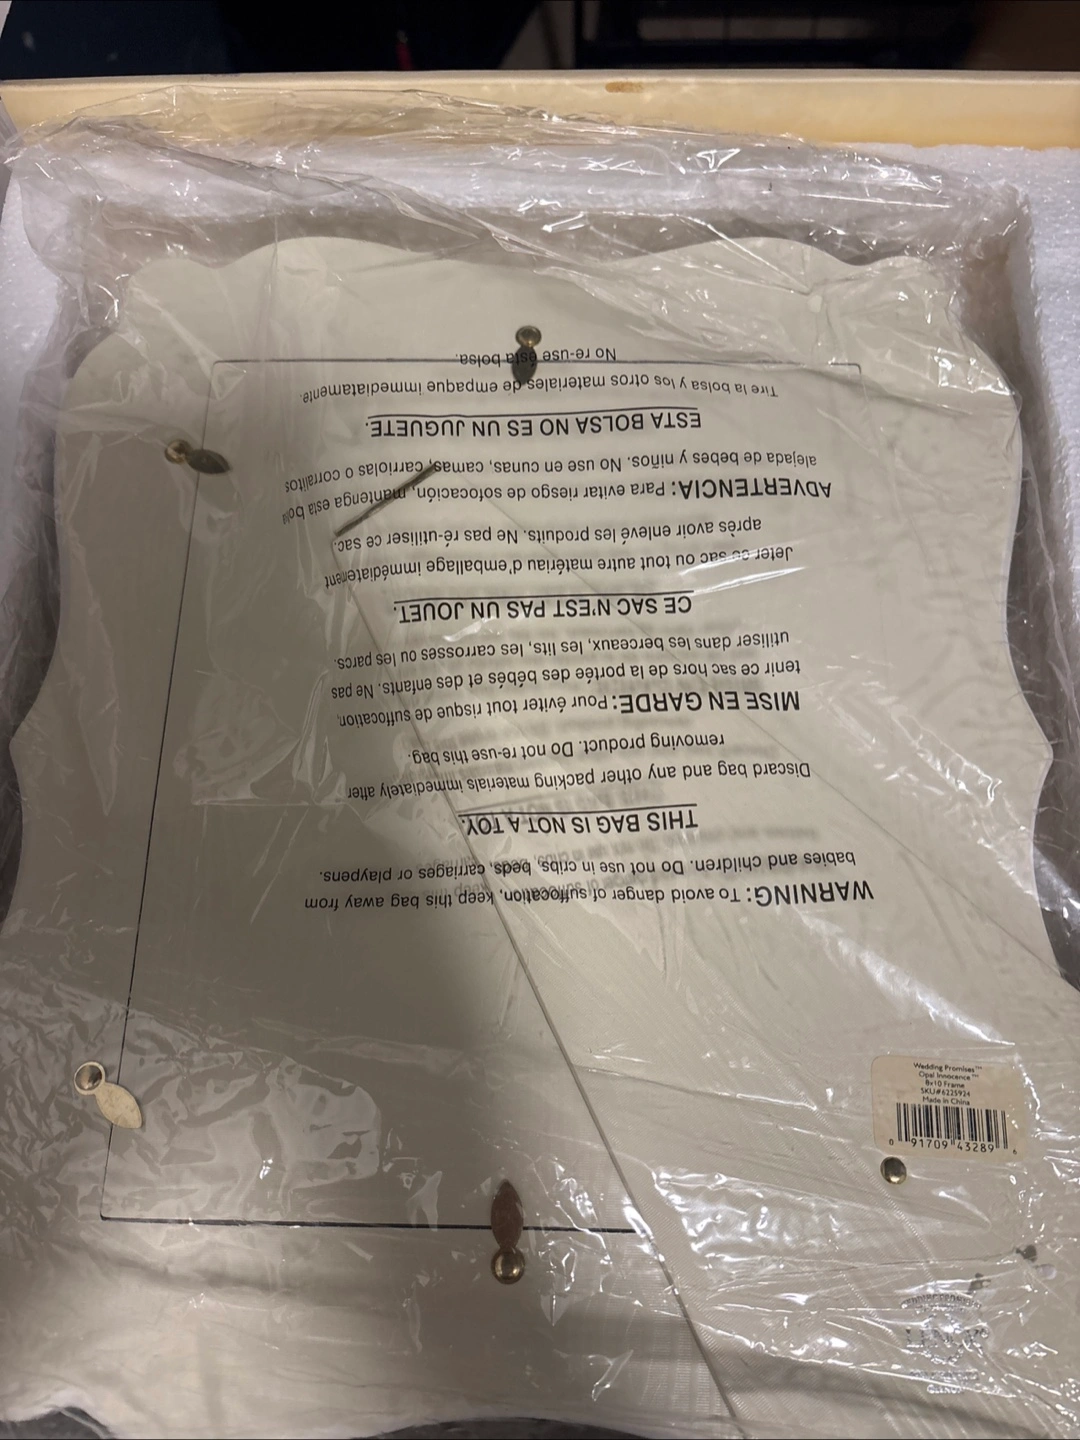 WARNING: To avoid danger of suffocation, keep this bag away from
babies and children. Do not use in cribs, beds, carriages or playpens.
THIS BAG IS NOT A TOY.
Discard bag and any other packing materials immediately after
removing product. Do not re-use this bag.
MISE EN GARDE: Pour éviter tout risque de suffocation,
tenir ce sac hors de la portée des bébés et des enfants. Ne pas
utiliser dans les berceaux, les lits, les carrosses ou les parcs.
CE SAC N'EST PAS UN JOUET.
Jeter ce sac ou tout autre matériau d'emballage immédiatement
après avoir enlevé les produits. Ne pas ré-utiliser ce sac.
ADVERTENCIA: Para evitar riesgo de sofocación, mantenga esta bolsa
alejada de bebes y niños. No use en cunas, camas, carriolas o corralitos
ESTA BOLSA NO ES UN JUGUETE.
Tire la bolsa y los otros materiales de empaque immediatamente.
No re-use esta bolsa.
Wedding Promises™
Opal Innocence™
8x10 Frame
SKU#6225924
Made in China
0 91709 43289 6
LENOX